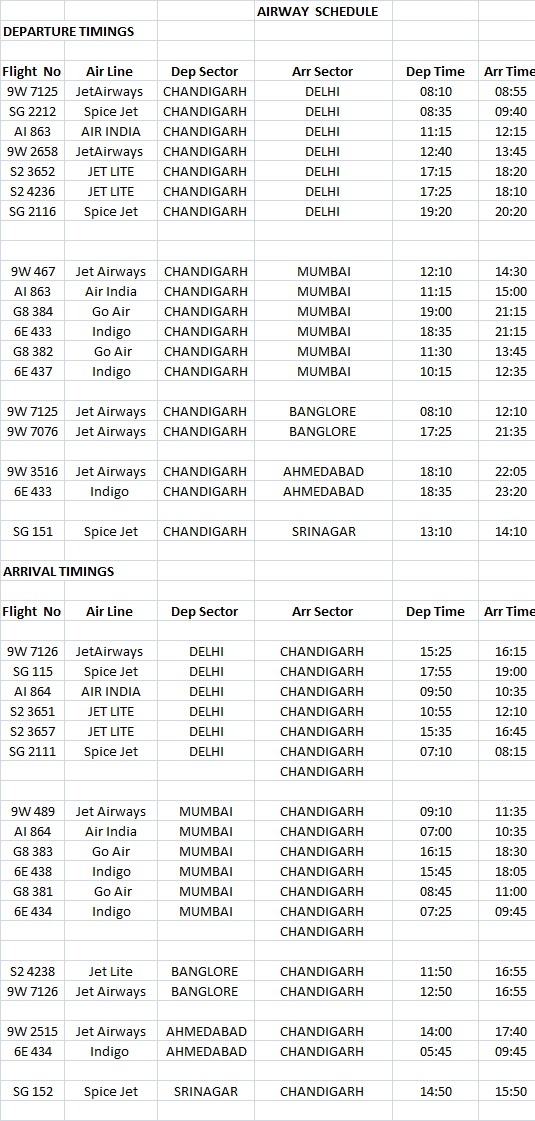 AIRWAY SCHEDULE
DEPARTURE TIMINGS
Flight No Air Line Dep Sector Arr Sector Dep Time Arr Time
9W 7125 JetAirways CHANDIGARH DELHI 08:10 08:55
SG 2212 Spice Jet CHANDIGARH DELHI 08:35 09:40
AI 863 AIR INDIA CHANDIGARH DELHI 11:15 12:15
9W 2658 JetAirways CHANDIGARH DELHI 12:40 13:45
S2 3652 JET LITE CHANDIGARH DELHI 17:15 18:20
S2 4236 JET LITE CHANDIGARH DELHI 17:25 18:10
SG 2116 Spice Jet CHANDIGARH DELHI 19:20 20:20
9W 467 Jet Airways CHANDIGARH MUMBAI 12:10 14:30
AI 863 Air India CHANDIGARH MUMBAI 11:15 15:00
G8 384 Go Air CHANDIGARH MUMBAI 19:00 21:15
6E 433 Indigo CHANDIGARH MUMBAI 18:35 21:15
G8 382 Go Air CHANDIGARH MUMBAI 11:30 13:45
6E 437 Indigo CHANDIGARH MUMBAI 10:15 12:35
9W 7125 Jet Airways CHANDIGARH BANGLORE 08:10 12:10
9W 7076 Jet Airways CHANDIGARH BANGLORE 17:25 21:35
9W 3516 Jet Airways CHANDIGARH AHMEDABAD 18:10 22:05
6E 433 Indigo CHANDIGARH AHMEDABAD 18:35 23:20
SG 151 Spice Jet CHANDIGARH SRINAGAR 13:10 14:10
ARRIVAL TIMINGS
Flight No Air Line Dep Sector Arr Sector Dep Time Arr Time
9W 7126 JetAirways DELHI CHANDIGARH 15:25 16:15
SG 115 Spice Jet DELHI CHANDIGARH 17:55 19:00
AI 864 AIR INDIA DELHI CHANDIGARH 09:50 10:35
S2 3651 JET LITE DELHI CHANDIGARH 10:55 12:10
S2 3657 JET LITE DELHI CHANDIGARH 15:35 16:45
SG 2111 Spice Jet DELHI CHANDIGARH 07:10 08:15
CHANDIGARH
9W 489 Jet Airways MUMBAI CHANDIGARH 09:10 11:35
AI 864 Air India MUMBAI CHANDIGARH 07:00 10:35
G8 383 Go Air MUMBAI CHANDIGARH 16:15 18:30
6E 438 Indigo MUMBAI CHANDIGARH 15:45 18:05
G8 381 Go Air MUMBAI CHANDIGARH 08:45 11:00
6E 434 Indigo MUMBAI CHANDIGARH 07:25 09:45
CHANDIGARH
S2 4238 Jet Lite BANGLORE CHANDIGARH 11:50 16:55
9W 7126 Jet Airways BANGLORE CHANDIGARH 12:50 16:55
9W 2515 Jet Airways AHMEDABAD CHANDIGARH 14:00 17:40
6E 434 Indigo AHMEDABAD CHANDIGARH 05:45 09:45
SG 152 Spice Jet SRINAGAR CHANDIGARH 14:50 15:50